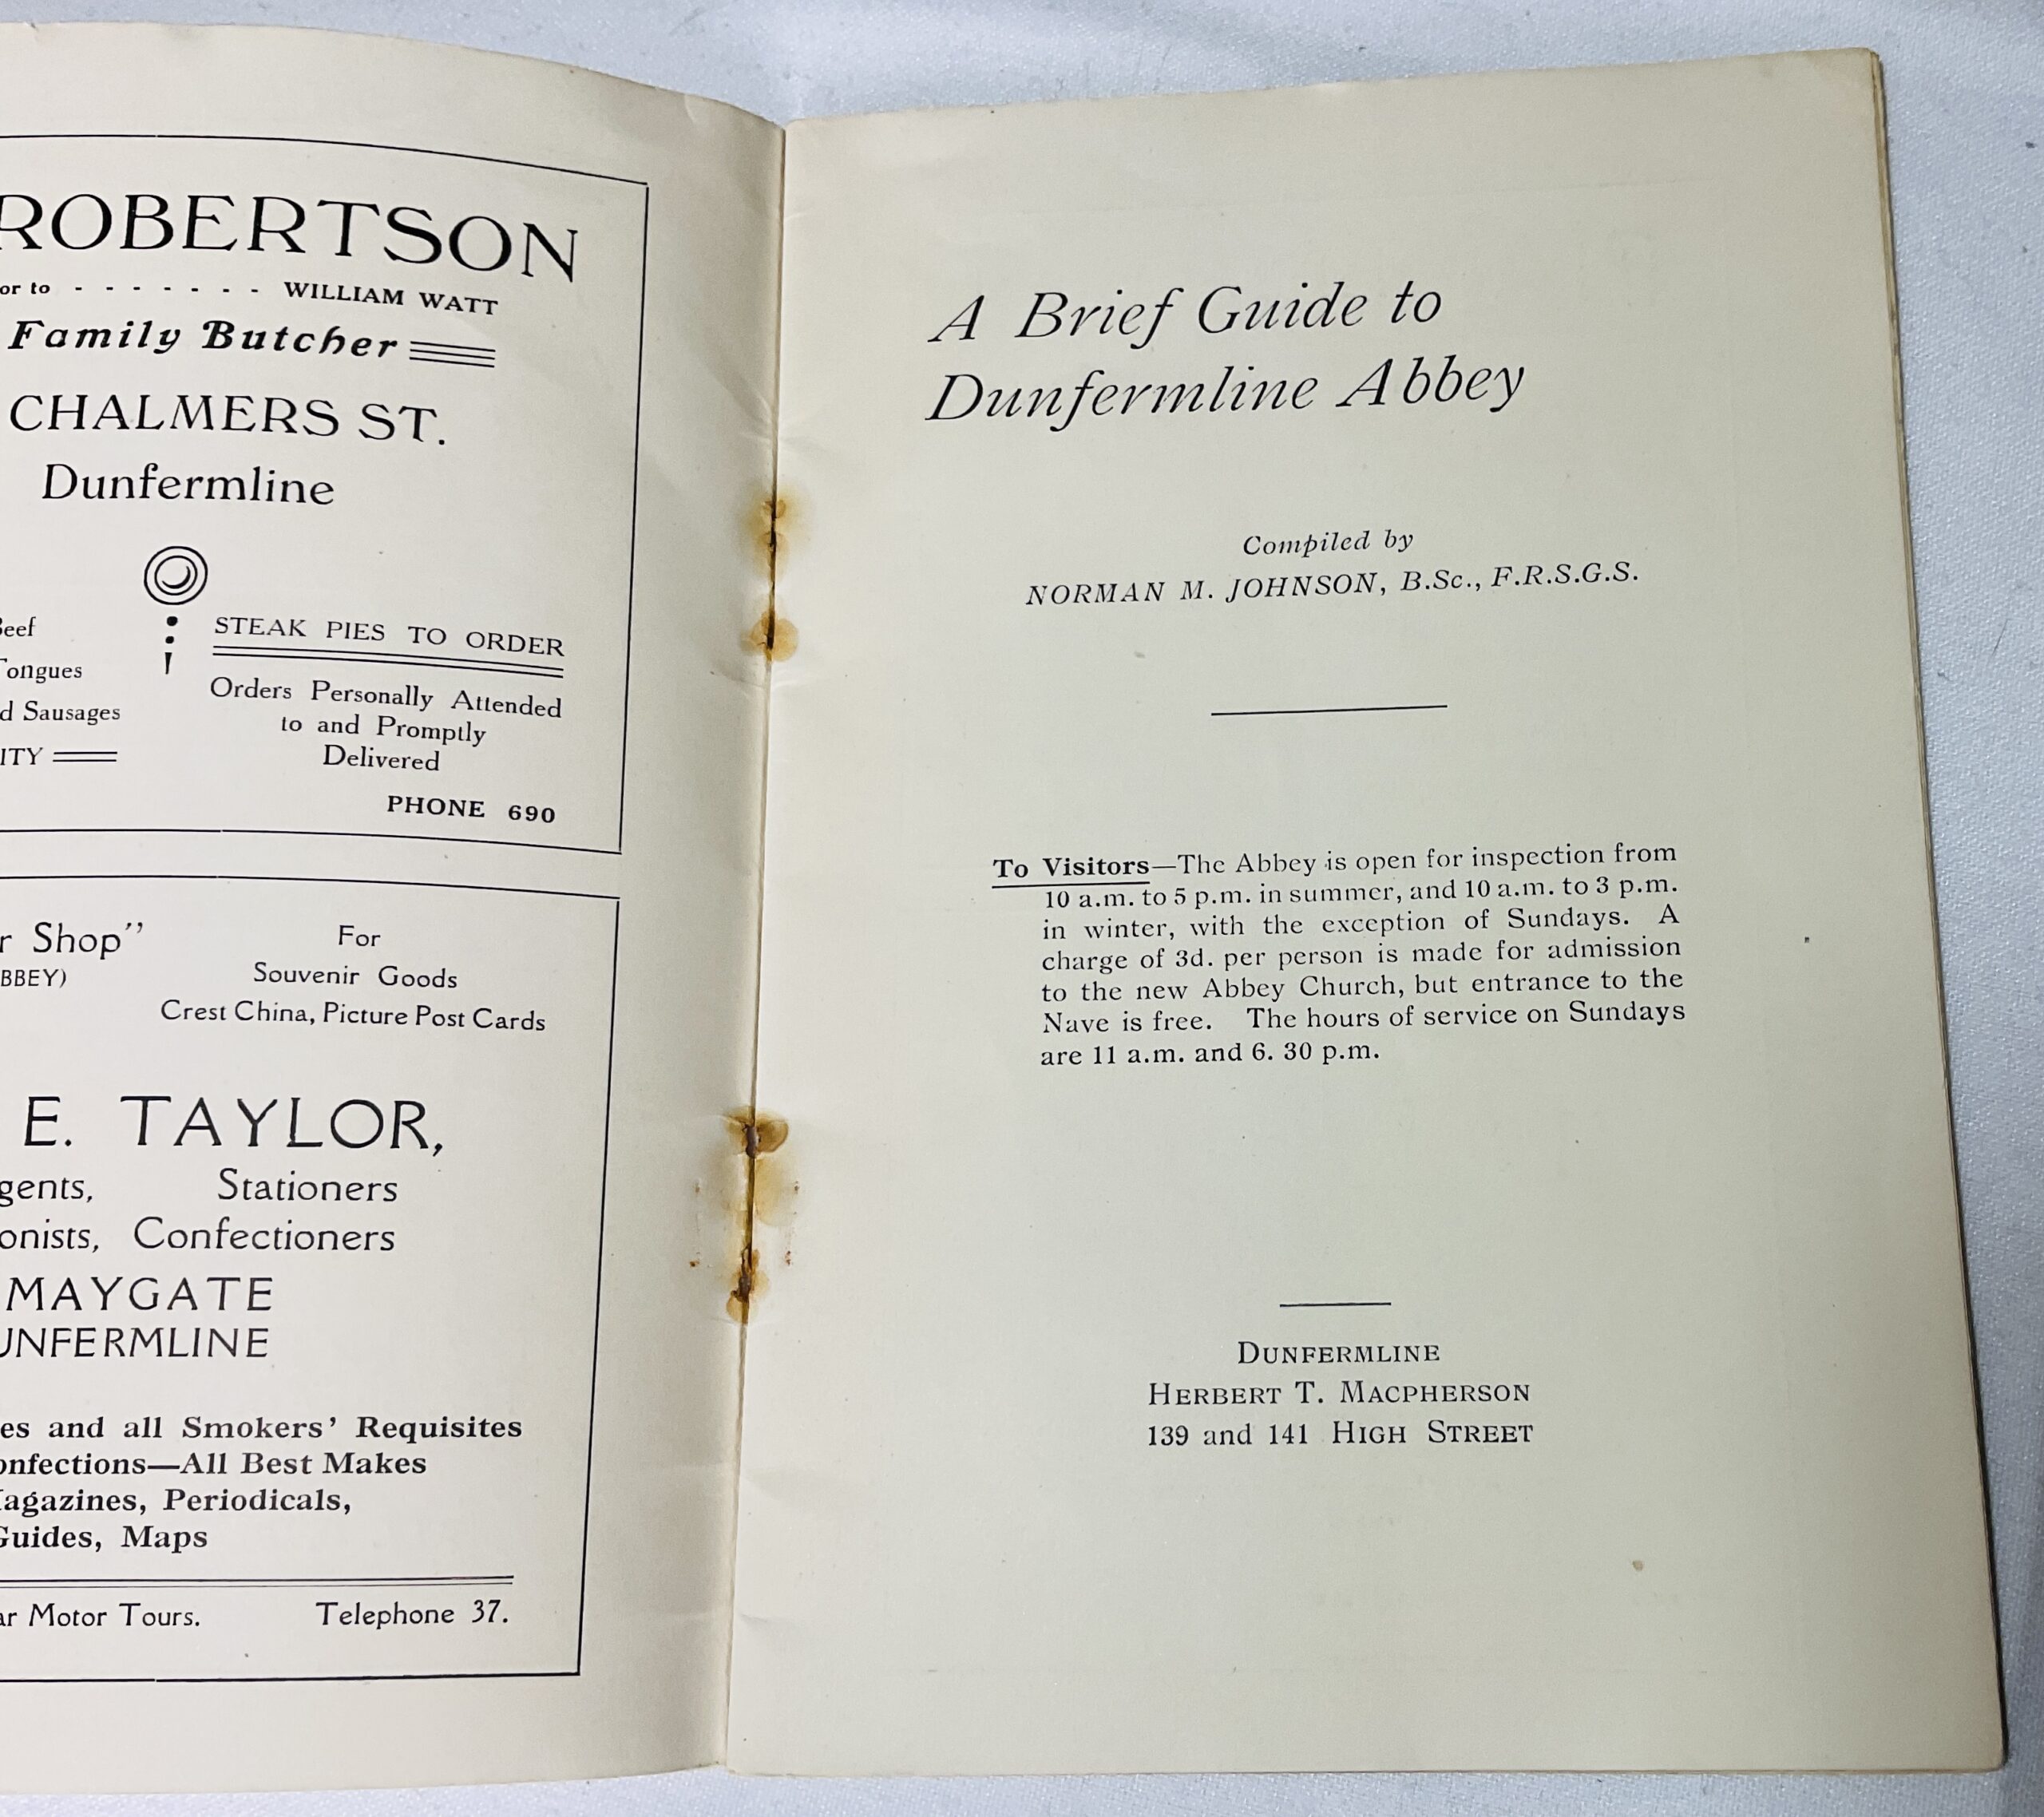 ROBERTSON
or to - - - - - - - WILLIAM WATT
Family Butcher
CHALMERS ST.
Dunfermline
STEAK PIES TO ORDER
Beef
Tongues
d Sausages
ITY
Orders Personally Attended
to and Promptly
Delivered
PHONE 690
r Shop”
BBEY)
For
Souvenir Goods
Crest China, Picture Post Cards
E. TAYLOR,
gents, Stationers
onists, Confectioners
MAYGATE
UNFERMLINE
es and all Smokers’ Requisites
onfections—All Best Makes
agazines, Periodicals,
Guides, Maps
ar Motor Tours. Telephone 37.
A Brief Guide to
Dunfermline Abbey
Compiled by
NORMAN M. JOHNSON, B.Sc., F.R.S.G.S.
To Visitors—The Abbey is open for inspection from
10 a.m. to 5 p.m. in summer, and 10 a.m. to 3 p.m.
in winter, with the exception of Sundays. A
charge of 3d. per person is made for admission
to the new Abbey Church, but entrance to the
Nave is free. The hours of service on Sundays
are 11 a.m. and 6. 30 p.m.
DUNFERMLINE
HERBERT T. MACPHERSON
139 and 141 HIGH STREET